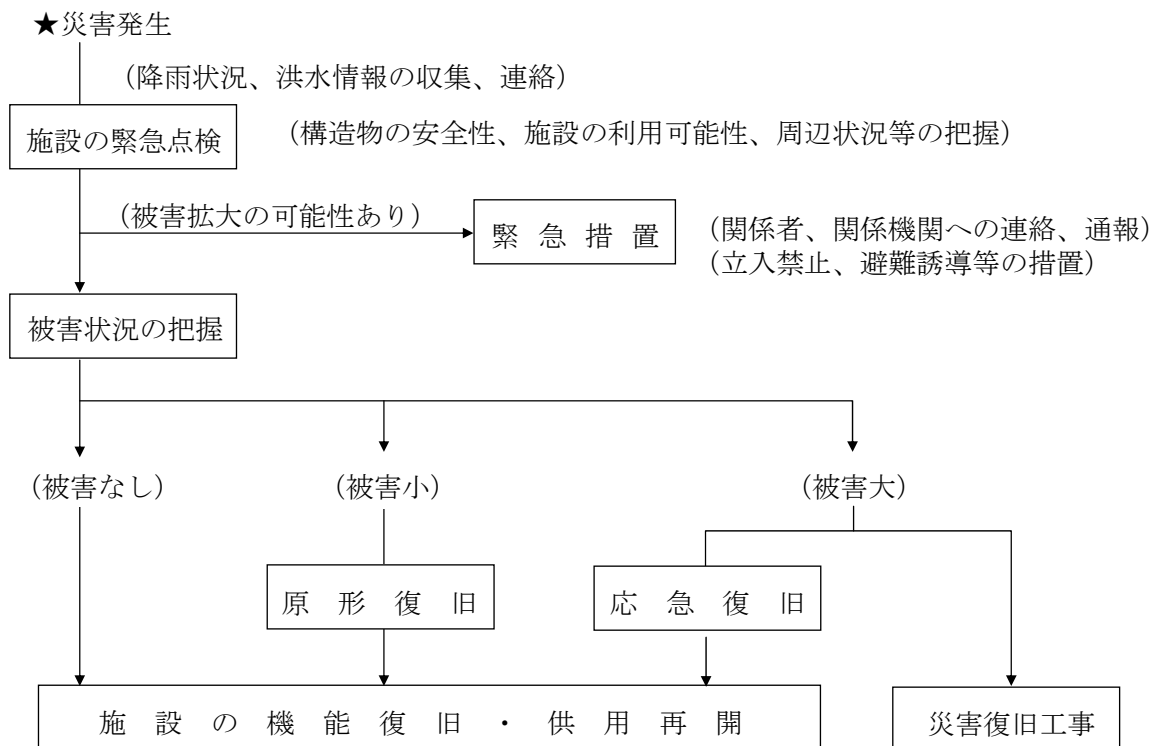 ★災害発生
(降雨状況、洪水情報の収集、連絡)
施設の緊急点検
(構造物の安全性、施設の利用可能性、周辺状況等の把握)
(被害拡大の可能性あり)
緊急措置
(関係者、関係機関への連絡、通報)
(立入禁止、避難誘導等の措置)
被害状況の把握
(被害なし)
(被害小)
(被害大)
原形復旧
応急復旧
施設の機能復旧・供用再開
災害復旧工事